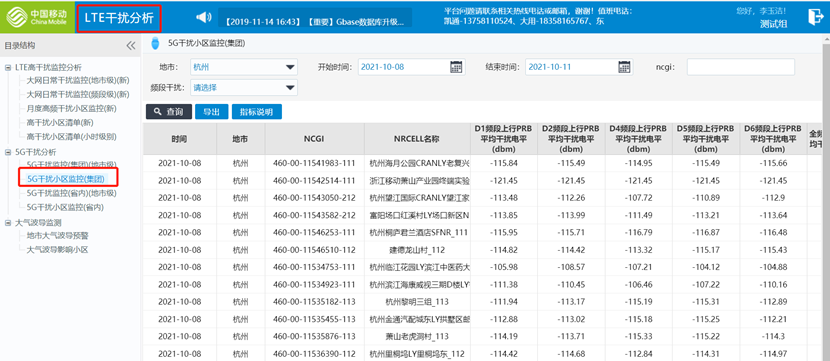 中国移动
China Mobile
LTE干扰分析
【2019-11-14 16:43】 【重要】Gbase数据库升级...
平台问题请联系相关热线电话或邮箱，谢谢！值班电话：
凯通-13758110524，大用-18358165767、东
您好，李玉洁！
测试组
目录结构
LTE高干扰监控分析
大网日常干扰监控(地市级)(新)
大网日常干扰监控(频段级)(新)
月度高频干扰小区监控(新)
高干扰小区清单(新)
高干扰小区清单(小时级别)
5G干扰分析
5G干扰监控(集团)(地市级)
5G干扰小区监控(集团)
5G干扰监控(省内)(地市级)
5G干扰小区监控(省内)
大气波导监测
地市大气波导预警
大气波导影响小区
5G干扰小区监控(集团)
地市： 杭州 开始时间： 2021-10-08 结束时间： 2021-10-11 ncgi：
频段干扰： 请选择
查询 导出 指标说明
时间 地市 NCGI NRCELL名称 D1频段上行PRB平均干扰电平(dbm) D2频段上行PRB平均干扰电平(dbm) D4频段上行PRB平均干扰电平(dbm) D5频段上行PRB平均干扰电平(dbm) D6频段上行PRB平均干扰电平(dbm)
2021-10-08 杭州 460-00-11541983-111 杭州海月公园CRANLY老复兴 -115.84 -115.49 -114.95 -115.49 -115.66
2021-10-08 杭州 460-00-11542514-111 浙江移动萧山产业园终端实验 -121.45 -121.45 -121.45 -121.45 -121.45
2021-10-08 杭州 460-00-11543050-212 杭州望江国际CRANLY望江家 -113.48 -112.26 -107.72 -110.89 -112.9
2021-10-08 杭州 460-00-11543582-212 富阳场口红溪村LY场口新区N -113.85 -113.99 -111.49 -113.21 -113.64
2021-10-08 杭州 460-00-11546253-111 杭州桐庐君兰酒店SFNR_111 -115.95 -115.71 -116.79 -116.87 -116.48
2021-10-08 杭州 460-00-11546510-112 建德龙山村_112 -114.82 -114.42 -113.32 -115.17 -115.43
2021-10-08 杭州 460-00-11534753-111 杭州临江花园LY滨江中医药大 -105.98 -108.57 -107.21 -104.12 -104.88
2021-10-08 杭州 460-00-11534923-111 杭州滨江海康威视三期D楼LY -111.38 -110.45 -106.46 -107.22 -110.16
2021-10-08 杭州 460-00-11535182-113 杭州黎明三组_113 -111.94 -113.17 -115.19 -115.31 -112.89
2021-10-08 杭州 460-00-11535455-113 杭州金通汽配城东LY拱墅区邮 -112.88 -113.02 -115.18 -115.25 -112.21
2021-10-08 杭州 460-00-11535876-113 萧山老虎洞村_113 -114.19 -113.71 -115.33 -115.22 -114.3
2021-10-08 杭州 460-00-11536390-112 杭州里桐坞LY里桐坞东_112 -114.42 -114.68 -112.84 -114.31 -114.97